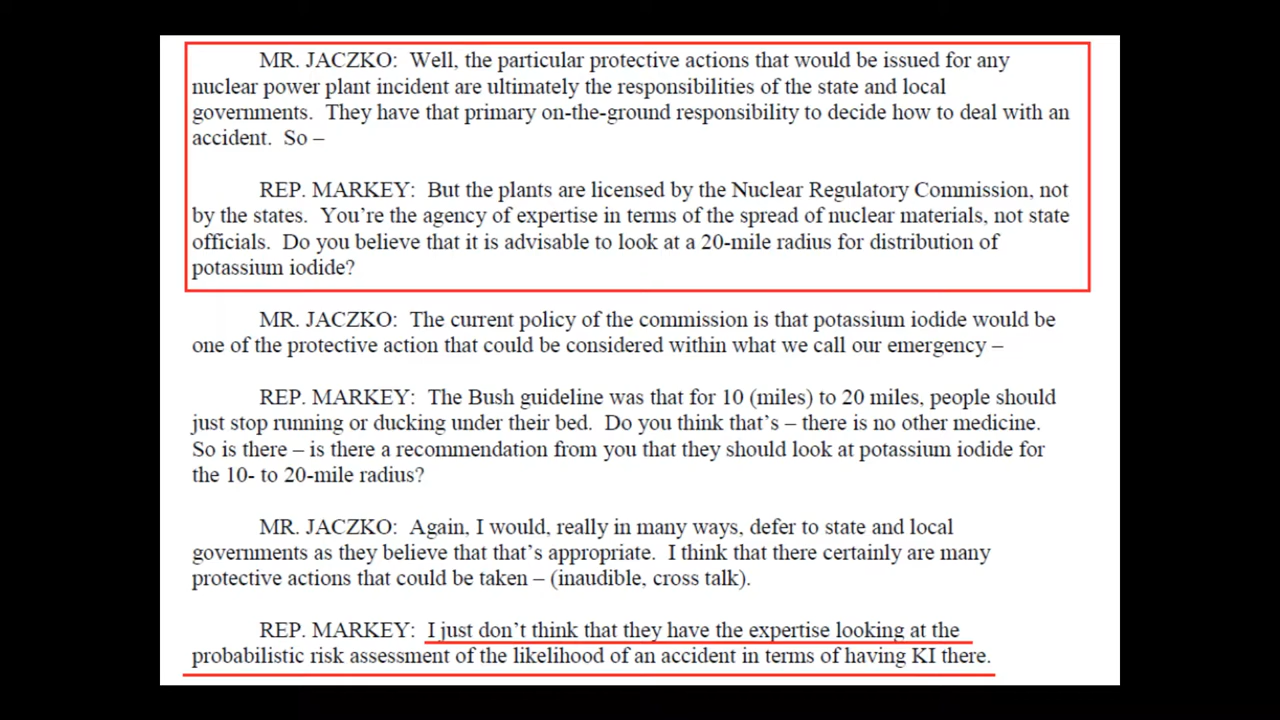 MR. JACZKO: Well, the particular protective actions that would be issued for any
nuclear power plant incident are ultimately the responsibilities of the state and local
governments. They have that primary on-the-ground responsibility to decide how to deal with an
accident. So –
REP. MARKEY: But the plants are licensed by the Nuclear Regulatory Commission, not
by the states. You're the agency of expertise in terms of the spread of nuclear materials, not state
officials. Do you believe that it is advisable to look at a 20-mile radius for distribution of
potassium iodide?
MR. JACZKO: The current policy of the commission is that potassium iodide would be
one of the protective action that could be considered within what we call our emergency –
REP. MARKEY: The Bush guideline was that for 10 (miles) to 20 miles, people should
just stop running or ducking under their bed. Do you think that's – there is no other medicine.
So is there – is there a recommendation from you that they should look at potassium iodide for
the 10- to 20-mile radius?
MR. JACZKO: Again, I would, really in many ways, defer to state and local
governments as they believe that that's appropriate. I think that there certainly are many
protective actions that could be taken – (inaudible, cross talk).
REP. MARKEY: I just don't think that they have the expertise looking at the
probabilistic risk assessment of the likelihood of an accident in terms of having KI there.